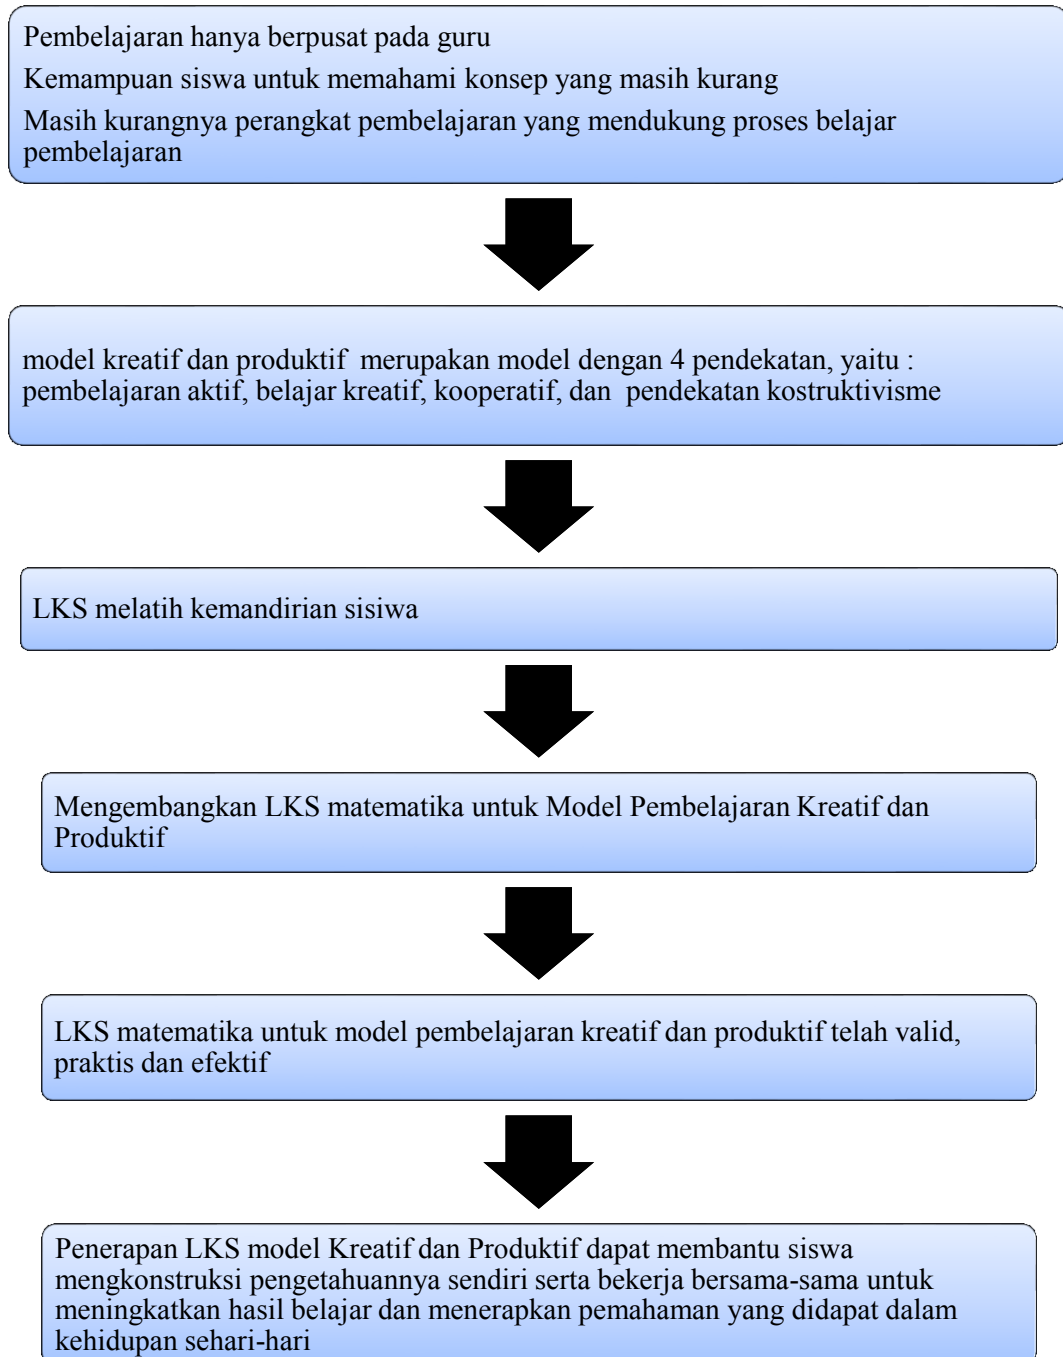 Pembelajaran hanya berpusat pada guru
Kemampuan siswa untuk memahami konsep yang masih kurang
Masih kurangnya perangkat pembelajaran yang mendukung proses belajar
pembelajaran
model kreatif dan produktif  merupakan model dengan 4 pendekatan, yaitu :
pembelajaran aktif, belajar kreatif, kooperatif, dan  pendekatan kostruktivisme
LKS melatih kemandirian sisiwa
Mengembangkan LKS matematika untuk Model Pembelajaran Kreatif dan
Produktif
LKS matematika untuk model pembelajaran kreatif dan produktif telah valid,
praktis dan efektif
Penerapan LKS model Kreatif dan Produktif dapat membantu siswa
mengkonstruksi pengetahuannya sendiri serta bekerja bersama-sama untuk
meningkatkan hasil belajar dan menerapkan pemahaman yang didapat dalam
kehidupan sehari-hari